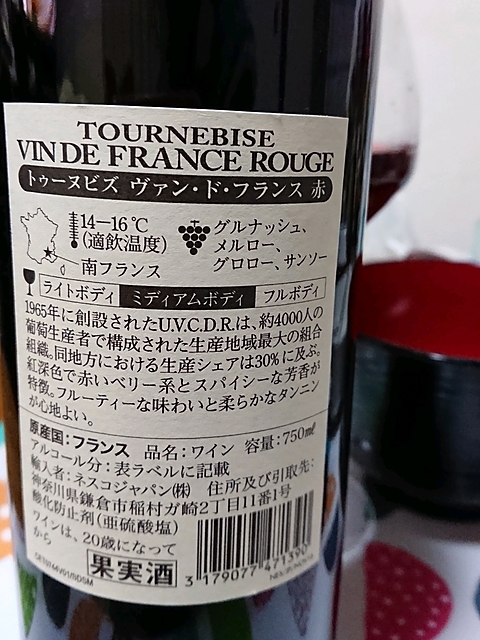 TOURNEBISE
VIN DE FRANCE ROUGE
トゥーヌビズ ヴァン・ド・フランス 赤
14–16℃
(適飲温度)
南フランス
グルナッシュ、
メルロー、
グロロー、サンソー
ライトボディ ミディアムボディ フルボディ
1965年に創設されたU.V.C.D.R.は、約4000人の
葡萄生産者で構成された生産地域最大の組合
組織。同地方における生産シェアは30%に及ぶ。
紅深色で赤いベリー系とスパイシーな芳香が
特徴。フルーティーな味わいと柔らかなタンニン
が心地よい。
原産国:フランス 品名:ワイン 容量:750ml
アルコール分:表ラベルに記載
輸入者:ネスコジャパン(株) 住所及び引取先:
神奈川県鎌倉市稲村ガ崎2丁目11番1号
酸化防止剤(亜硫酸塩)
ワインは、20歳になって
から
果実酒
3 179077 471390